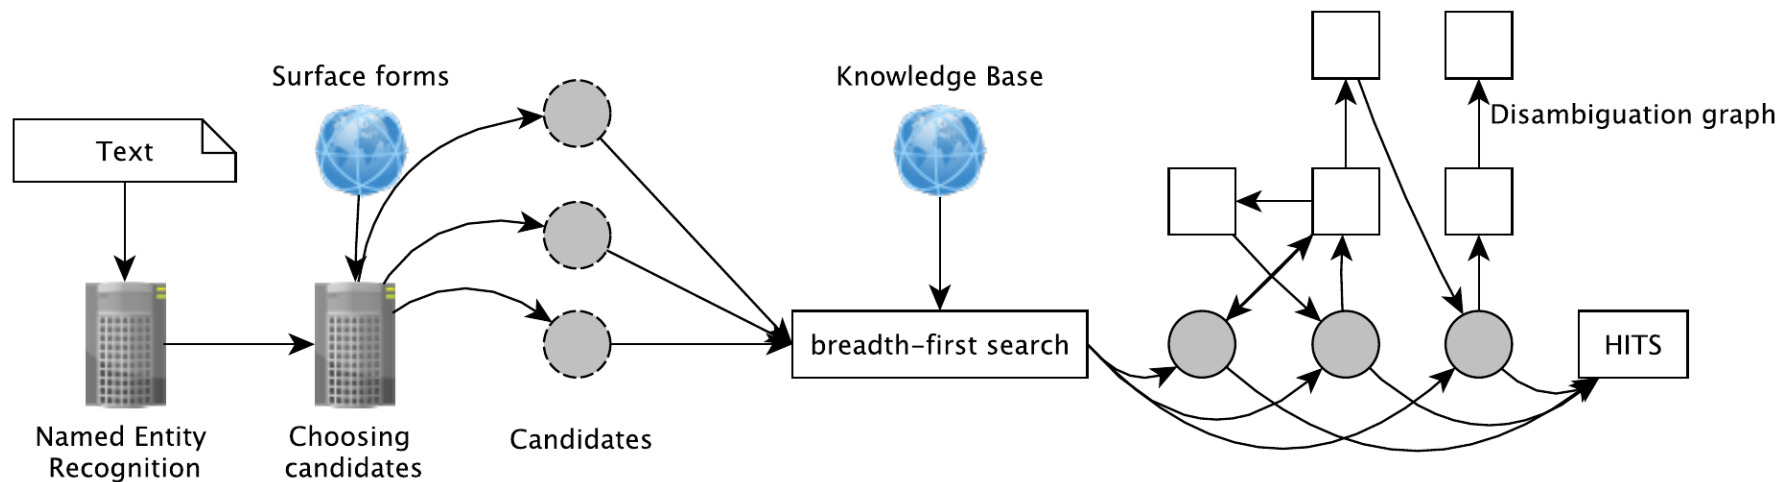 Text
Named Entity
Recognition
Surface forms
Choosing
candidates
Candidates
Knowledge Base
breadth-first search
Disambiguation graph
HITS